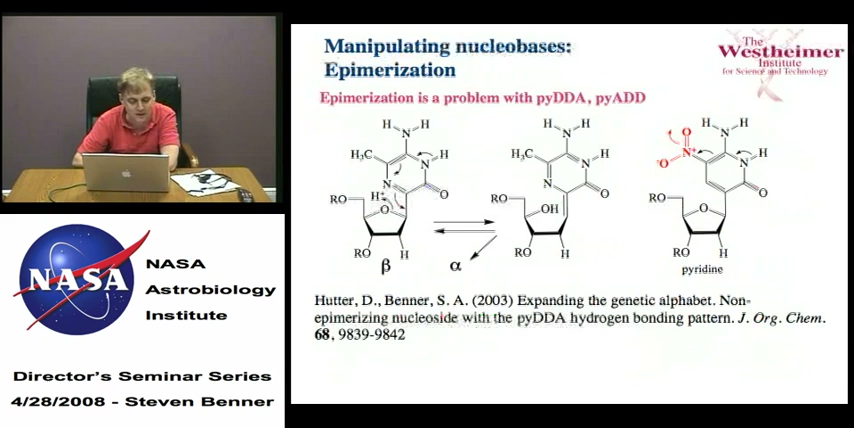 Manipulating nucleobases:
Epimerization
The
Westheimer
Institute
for Science and Technology
Epimerization is a problem with pyDDA, pyADD
H N H
H₃C
N H
N
H⁺
O
O
RO
RO H
β
α
H N H
H₃C
N H
N
O
RO
OH
RO H
H N H
O
N⁺
⁻O
N H
O
RO
O
RO H
pyridine
Hutter, D., Benner, S. A. (2003) Expanding the genetic alphabet. Non-
epimerizing nucleoside with the pyDDA hydrogen bonding pattern. J. Org. Chem.
68, 9839-9842
NASA
NASA
Astrobiology
Institute
Director's Seminar Series
4/28/2008 - Steven Benner